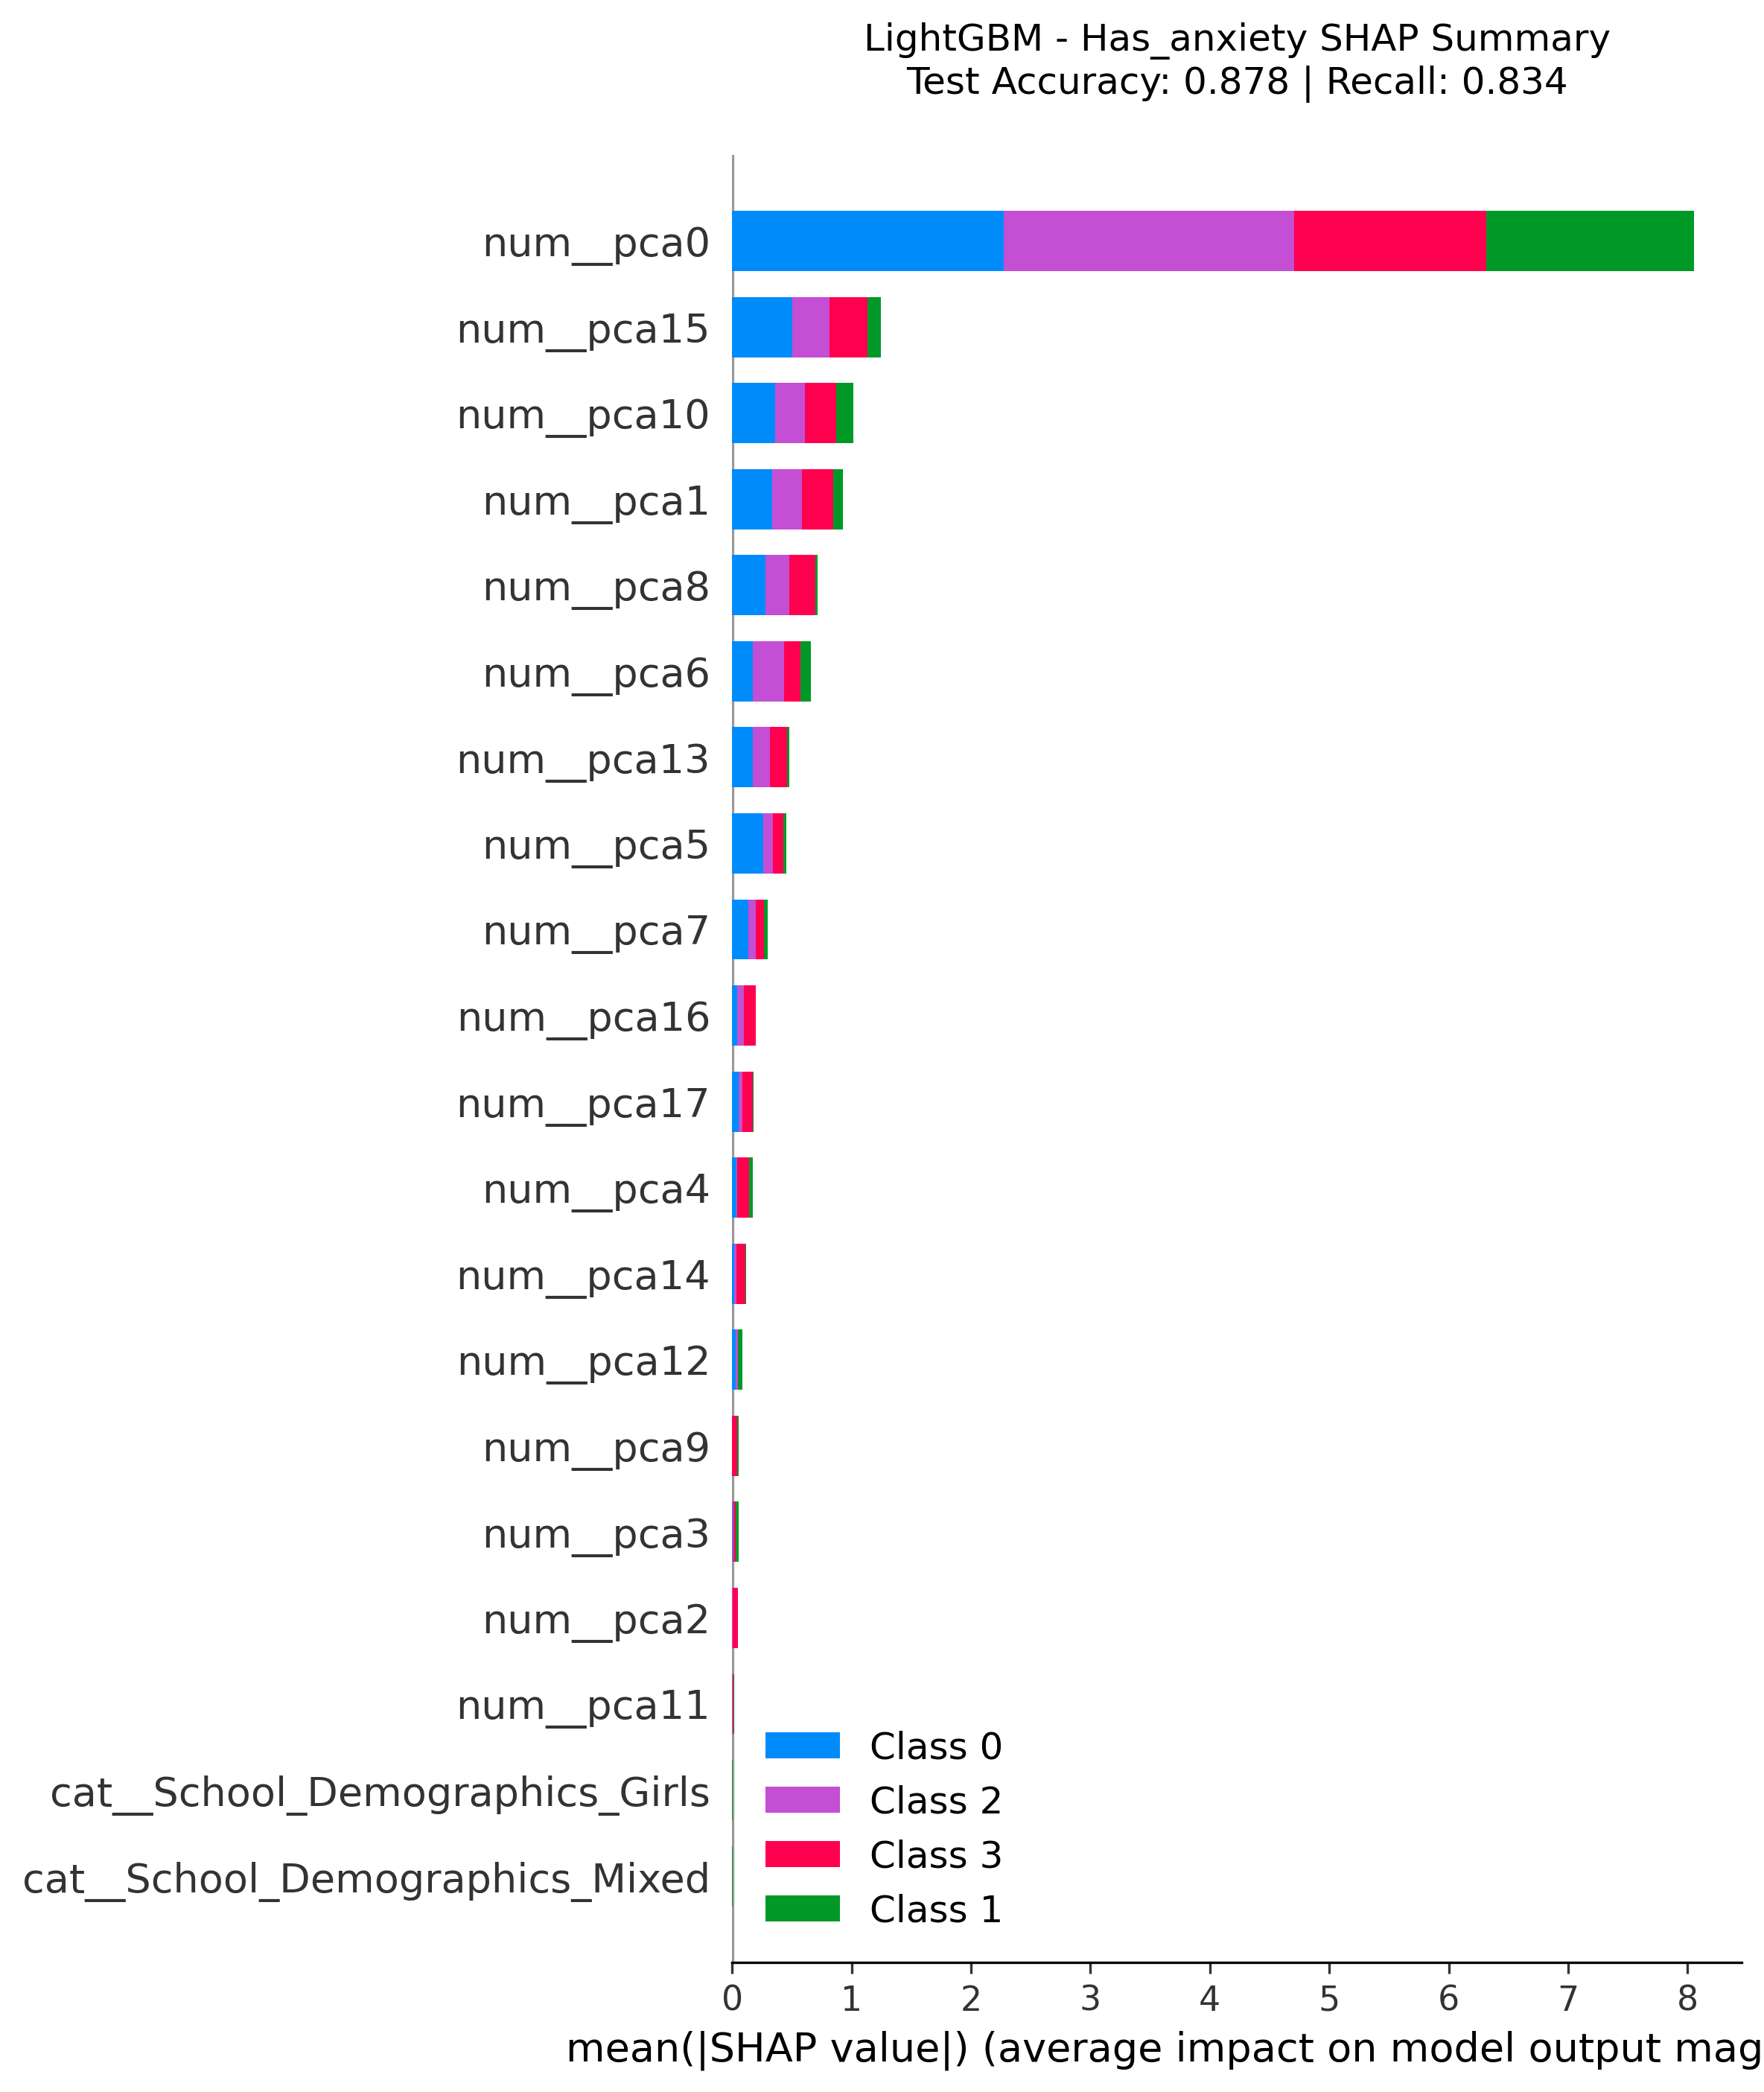 LightGBM - Has_anxiety SHAP Summary
Test Accuracy: 0.878 | Recall: 0.834
num__pca0
num__pca15
num__pca10
num__pca1
num__pca8
num__pca6
num__pca13
num__pca5
num__pca7
num__pca16
num__pca17
num__pca4
num__pca14
num__pca12
num__pca9
num__pca3
num__pca2
num__pca11
cat__School_Demographics_Girls
cat__School_Demographics_Mixed
Class 0
Class 2
Class 3
Class 1
0 1 2 3 4 5 6 7 8
mean(|SHAP value|) (average impact on model output mag